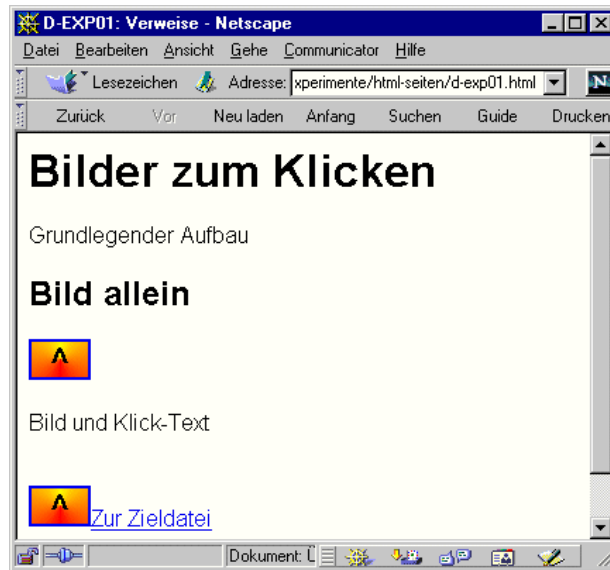 D-EXP01: Verweise - Netscape
Datei Bearbeiten Ansicht Gehe Communicator Hilfe
Lesezeichen Adresse: xperimente/html-seiten/d-exp01.html N
Zurück Vor Neu laden Anfang Suchen Guide Drucken
Bilder zum Klicken
Grundlegender Aufbau
Bild allein
^
Bild und Klick-Text
^ Zur Zieldatei
Dokument: